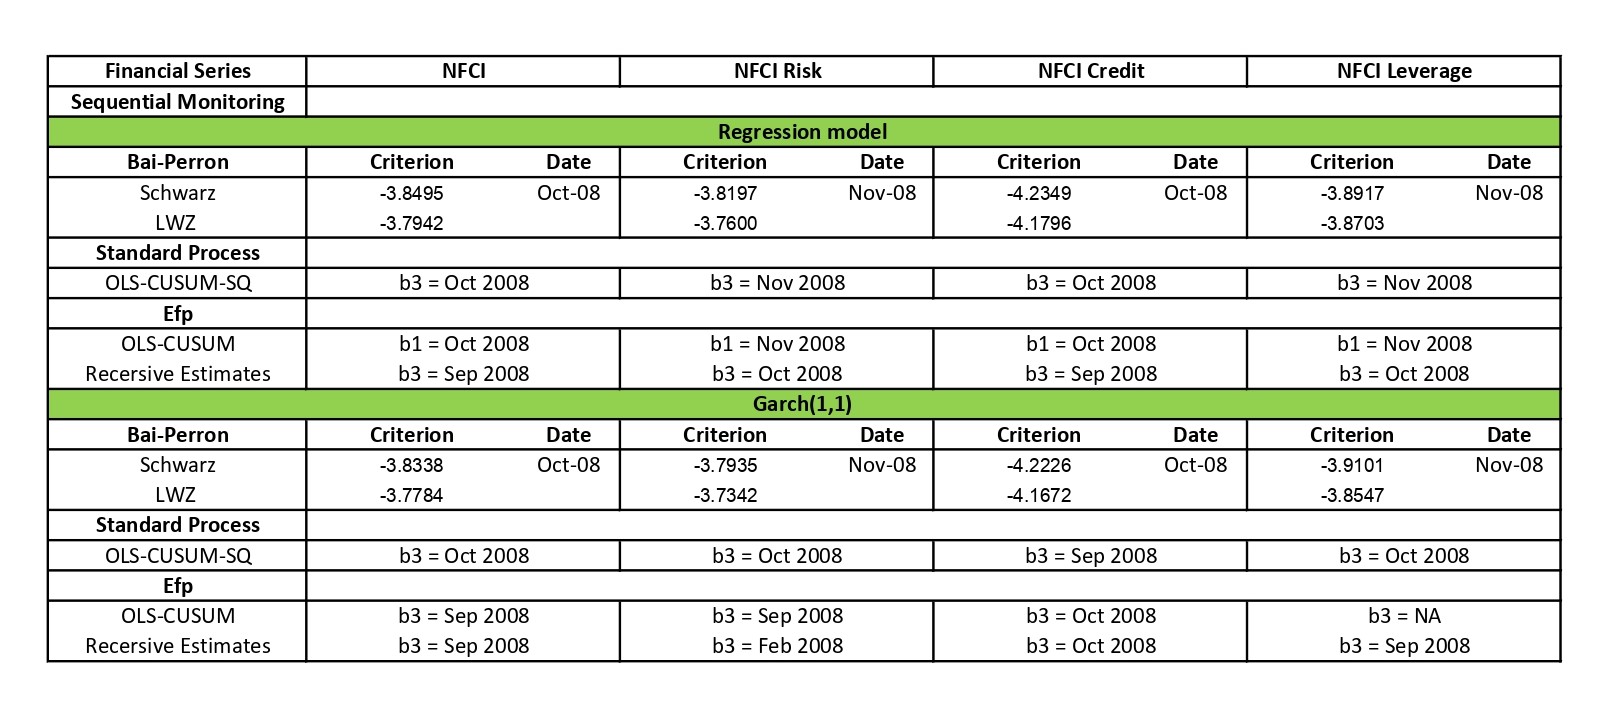 Financial Series NFCI NFCI Risk NFCI Credit NFCI Leverage
Sequential Monitoring
Regression model
Bai-Perron Criterion Date Criterion Date Criterion Date Criterion Date
Schwarz -3.8495 Oct-08 -3.8197 Nov-08 -4.2349 Oct-08 -3.8917 Nov-08
LWZ -3.7942 -3.7600 -4.1796 -3.8703
Standard Process
OLS-CUSUM-SQ b3 = Oct 2008 b3 = Nov 2008 b3 = Oct 2008 b3 = Nov 2008
Efp
OLS-CUSUM b1 = Oct 2008 b1 = Nov 2008 b1 = Oct 2008 b1 = Nov 2008
Recersive Estimates b3 = Sep 2008 b3 = Oct 2008 b3 = Sep 2008 b3 = Oct 2008
Garch(1,1)
Bai-Perron Criterion Date Criterion Date Criterion Date Criterion Date
Schwarz -3.8338 Oct-08 -3.7935 Nov-08 -4.2226 Oct-08 -3.9101 Nov-08
LWZ -3.7784 -3.7342 -4.1672 -3.8547
Standard Process
OLS-CUSUM-SQ b3 = Oct 2008 b3 = Oct 2008 b3 = Sep 2008 b3 = Oct 2008
Efp
OLS-CUSUM b3 = Sep 2008 b3 = Sep 2008 b3 = Oct 2008 b3 = NA
Recersive Estimates b3 = Sep 2008 b3 = Feb 2008 b3 = Oct 2008 b3 = Sep 2008